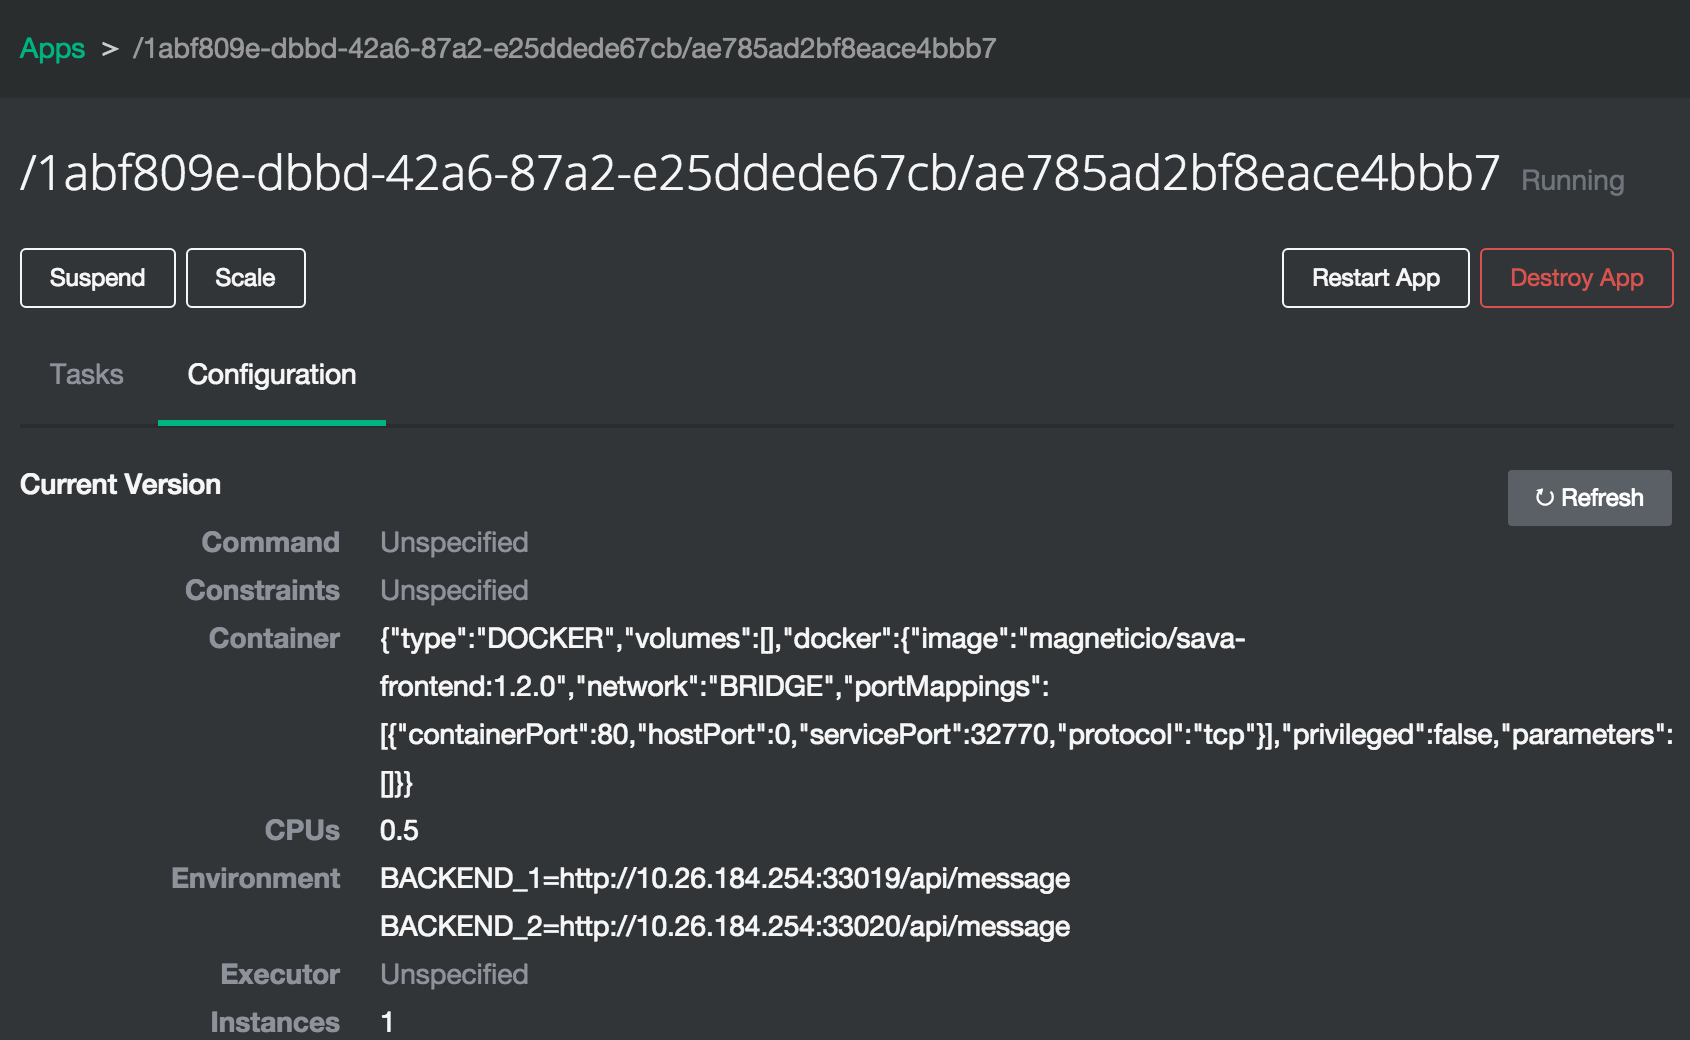 Apps > /1abf809e-dbbd-42a6-87a2-e25ddede67cb/ae785ad2bf8eace4bbb7
/1abf809e-dbbd-42a6-87a2-e25ddede67cb/ae785ad2bf8eace4bbb7 Running
Suspend Scale Restart App Destroy App
Tasks Configuration
Current Version Refresh
Command Unspecified
Constraints Unspecified
Container {"type":"DOCKER","volumes":[],"docker":{"image":"magneticio/sava-
frontend:1.2.0","network":"BRIDGE","portMappings":
[{"containerPort":80,"hostPort":0,"servicePort":32770,"protocol":"tcp"}],"privileged":false,"parameters":
[]}}
CPUs 0.5
Environment BACKEND_1=http://10.26.184.254:33019/api/message
BACKEND_2=http://10.26.184.254:33020/api/message
Executor Unspecified
Instances 1